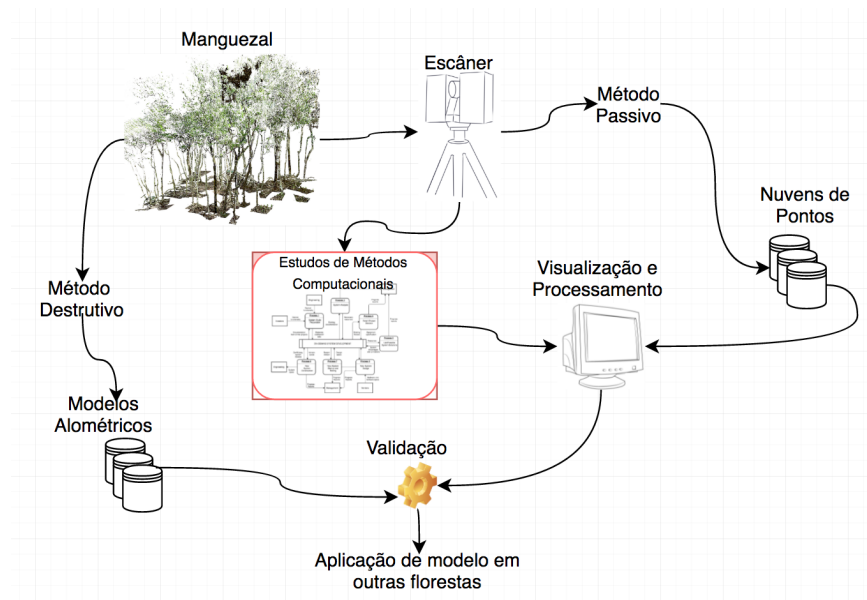 Manguezal
Escâner
Método
Passivo
Nuvens de
Pontos
Estudos de Métodos
Computacionais
Visualização e
Processamento
Método
Destrutivo
Modelos
Alométricos
Validação
Aplicação de modelo em
outras florestas